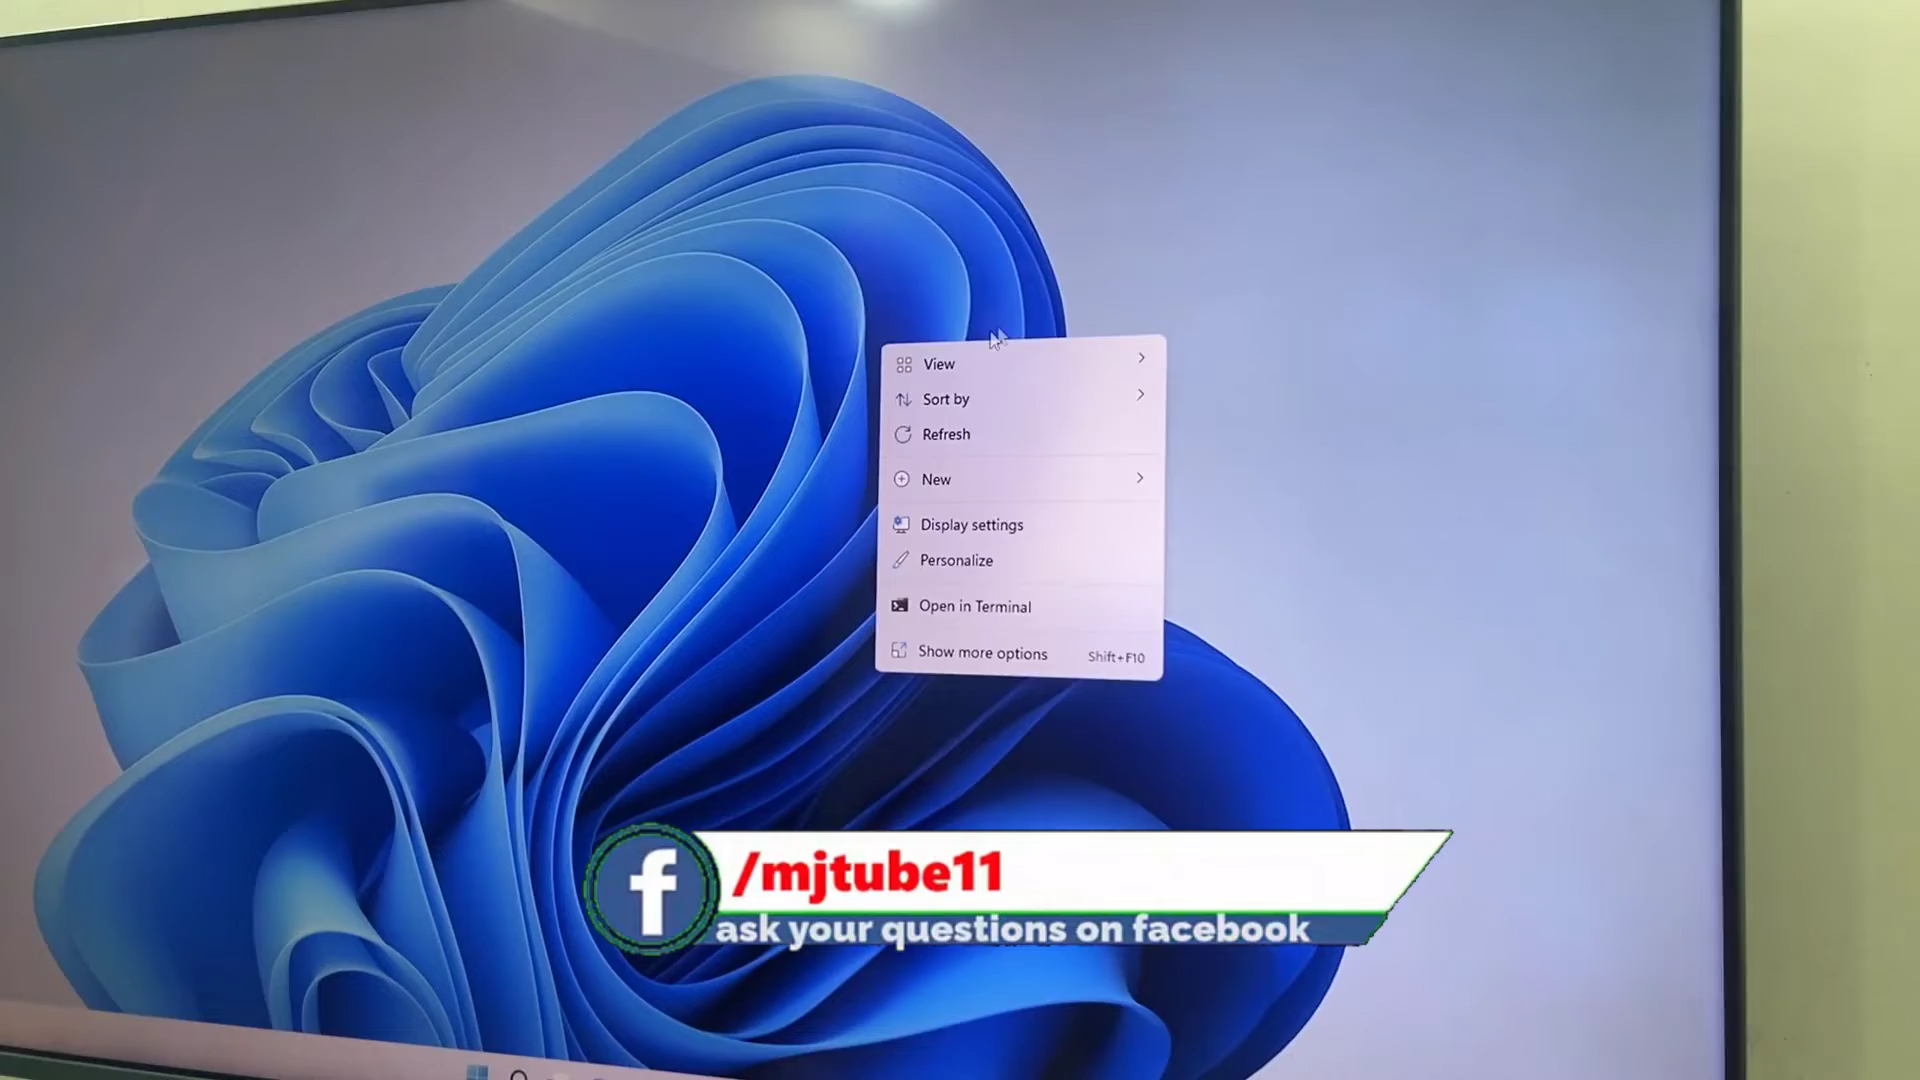 View
Sort by
Refresh
New
Display settings
Personalize
Open in Terminal
Show more options Shift+F10
f /mjtube11
ask your questions on facebook